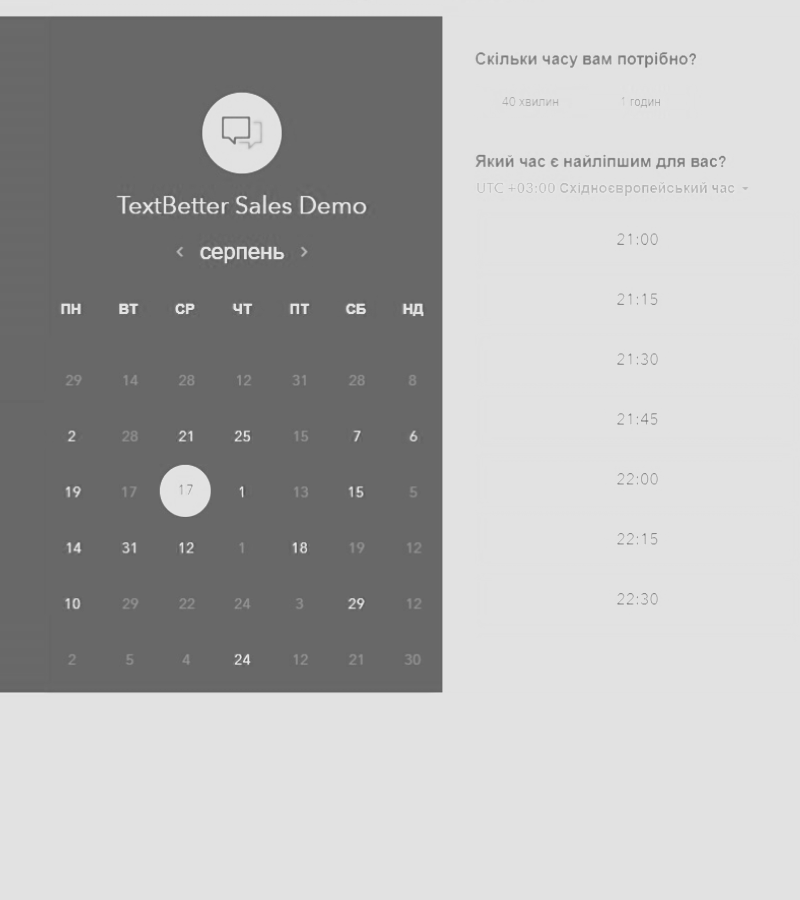 TextBetter Sales Demo
серпень
ПН ВТ СР ЧТ ПТ СБ НД
29 14 28 12 31 28 8
2 28 21 25 15 7 6
19 17 17 1 13 15 5
14 31 12 1 18 19 12
10 29 22 24 3 29 12
2 5 4 24 12 21 30
Скільки часу вам потрібно?
40 хвилин 1 годин
Який час є найліпшим для вас?
UTC +03:00 Східноєвропейський час
21:00
21:15
21:30
21:45
22:00
22:15
22:30